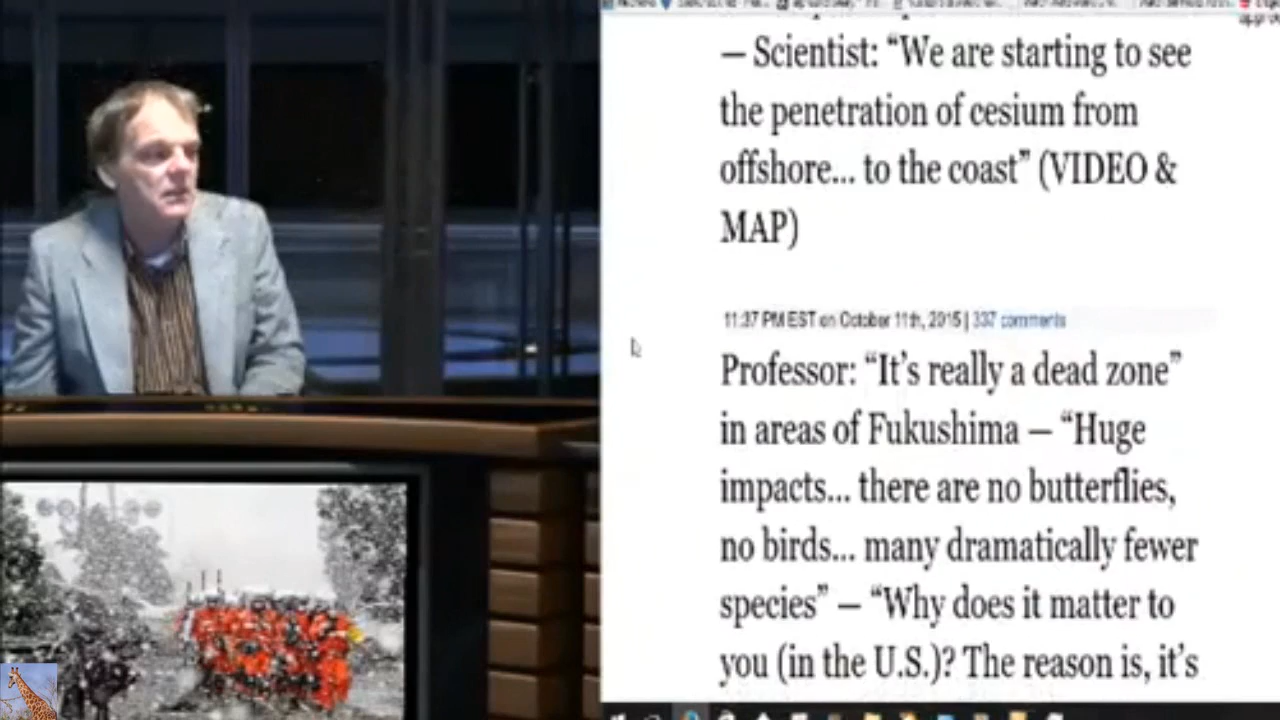 — Scientist: “We are starting to see
the penetration of cesium from
offshore... to the coast” (VIDEO &
MAP)
11:37 PM EST on October 11th, 2015 | 337 comments
Professor: “It’s really a dead zone”
in areas of Fukushima — “Huge
impacts... there are no butterflies,
no birds... many dramatically fewer
species” — “Why does it matter to
you (in the U.S.)? The reason is, it’s